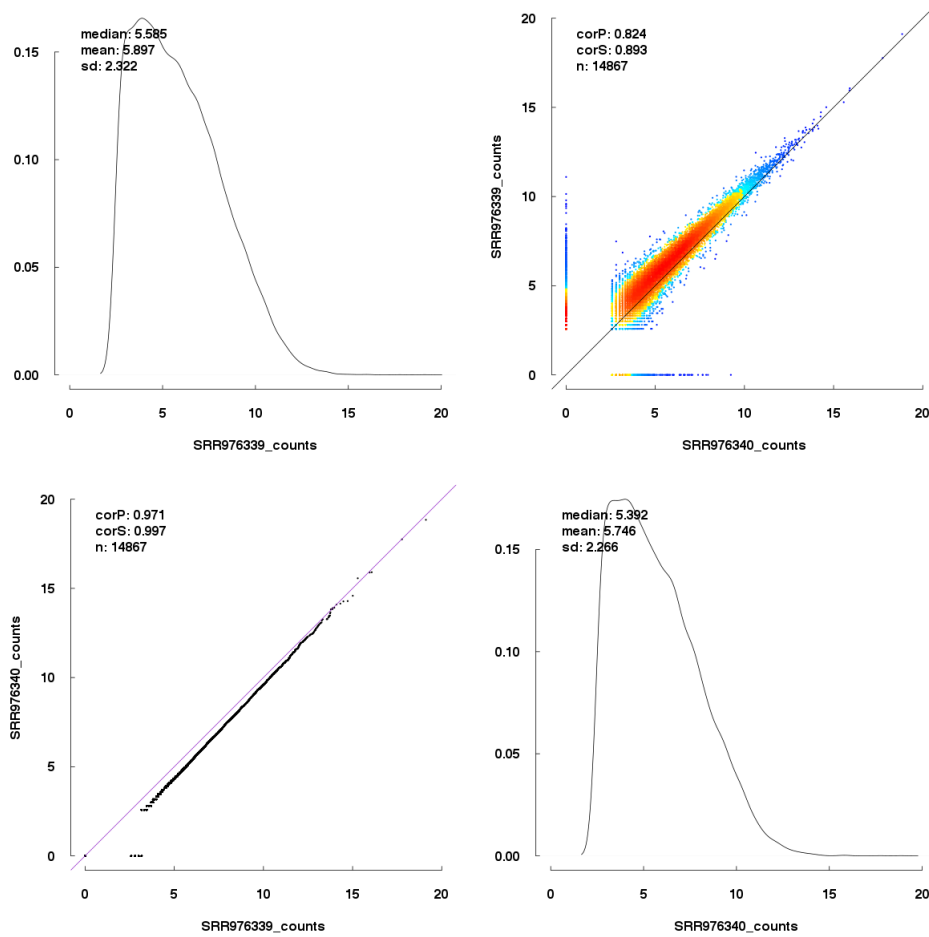 median: 5.585
mean: 5.897
sd: 2.322
0.15
0.10
0.05
0.00
0 5 10 15 20
SRR976339_counts
corP: 0.824
corS: 0.893
n: 14867
20
15
10
5
0
SRR976339_counts
0 5 10 15 20
SRR976340_counts
corP: 0.971
corS: 0.997
n: 14867
20
15
10
5
0
SRR976340_counts
0 5 10 15 20
SRR976339_counts
median: 5.392
mean: 5.746
sd: 2.266
0.15
0.10
0.05
0.00
0 5 10 15 20
SRR976340_counts